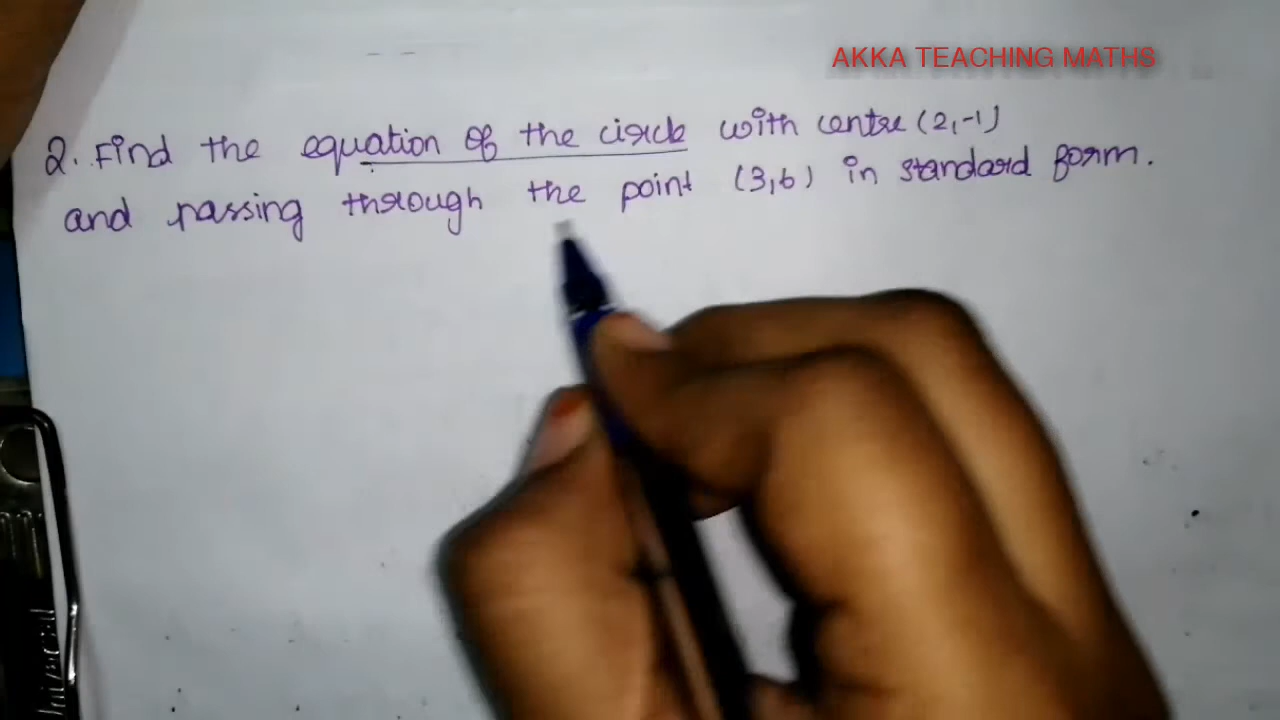 AKKA TEACHING MATHS
2. Find the equation of the circle with centre (2,-1)
and passing through the point (3,6) in standard form.